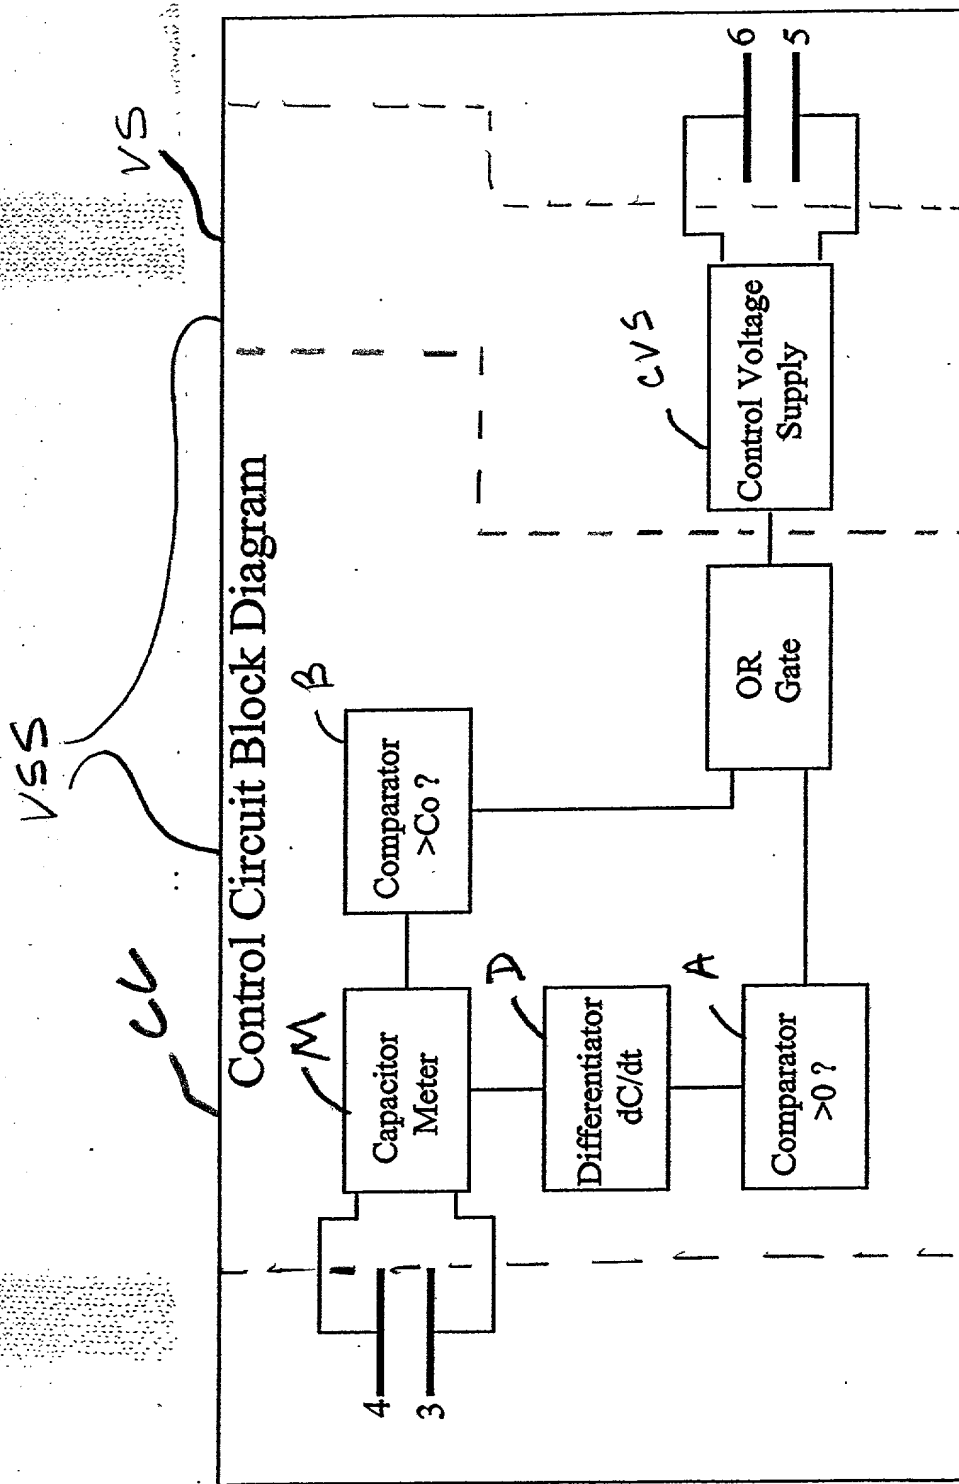 VSS
CC
VS
Control Circuit Block Diagram
M
B
Capacitor
Meter
Comparator
>Co ?
4
3
D
Differentiator
dC/dt
A
Comparator
>0 ?
OR
Gate
CVS
Control Voltage
Supply
6
5